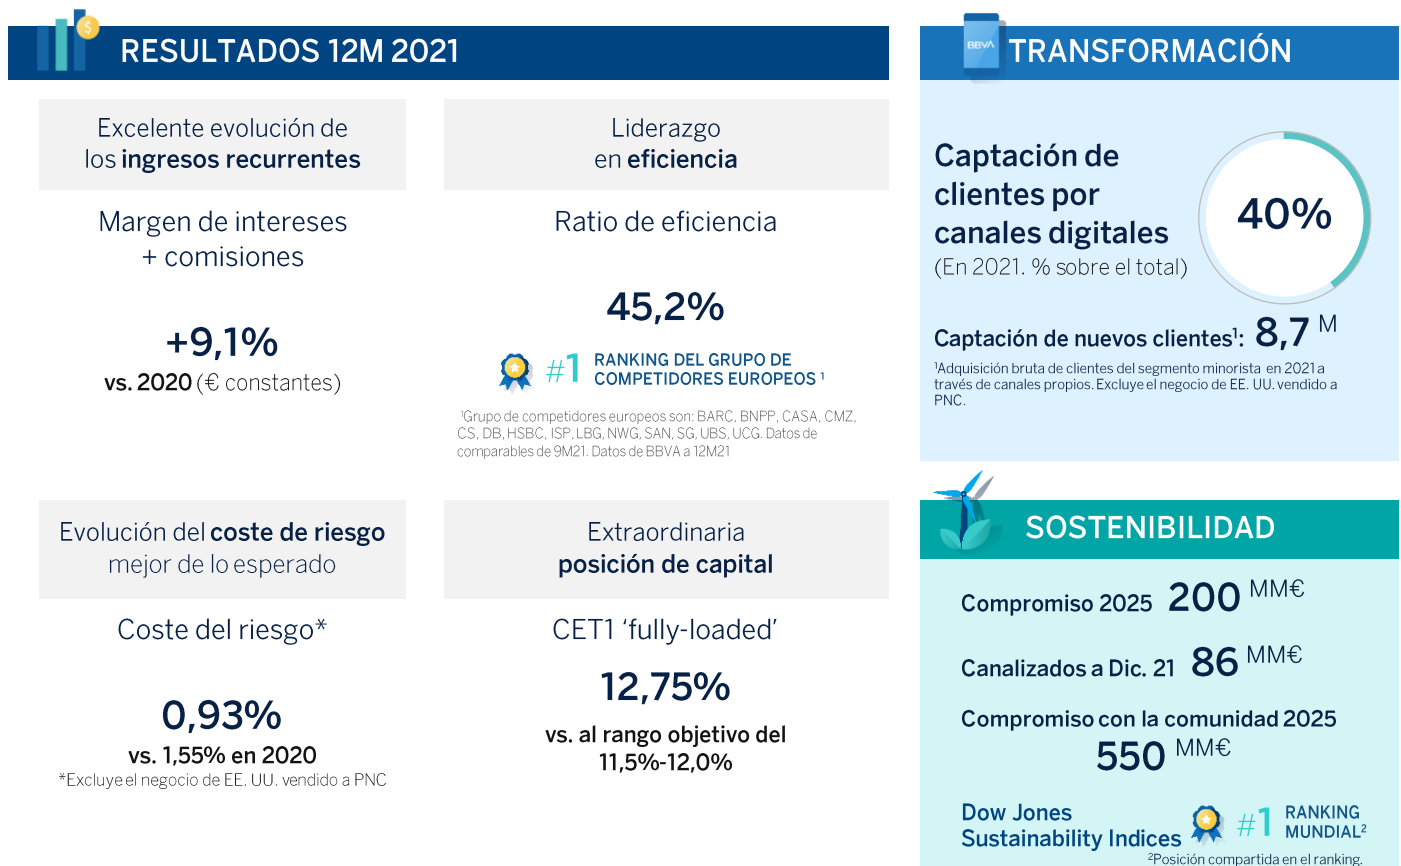 RESULTADOS 12M 2021
Excelente evolución de
los ingresos recurrentes
Margen de intereses
+ comisiones
+9,1%
vs. 2020 (€ constantes)
Liderazgo
en eficiencia
Ratio de eficiencia
45,2%
#1 RANKING DEL GRUPO DE
COMPETIDORES EUROPEOS ¹
¹Grupo de competidores europeos son: BARC, BNPP, CASA, CMZ,
CS, DB, HSBC, ISP, LBG, NWG, SAN, SG, UBS, UCG. Datos de
comparables de 9M21. Datos de BBVA a 12M21
Evolución del coste de riesgo
mejor de lo esperado
Coste del riesgo*
0,93%
vs. 1,55% en 2020
*Excluye el negocio de EE. UU. vendido a PNC
Extraordinaria
posición de capital
CET1 ‘fully-loaded’
12,75%
vs. al rango objetivo del
11,5%-12,0%
BBVA
TRANSFORMACIÓN
Captación de
clientes por
canales digitales
(En 2021. % sobre el total)
40%
Captación de nuevos clientes¹: 8,7 M
¹Adquisición bruta de clientes del segmento minorista en 2021 a
través de canales propios. Excluye el negocio de EE. UU. vendido a
PNC.
SOSTENIBILIDAD
Compromiso 2025 200 MM€
Canalizados a Dic. 21 86 MM€
Compromiso con la comunidad 2025
550 MM€
Dow Jones
Sustainability Indices
#1 RANKING
MUNDIAL²
²Posición compartida en el ranking.
$